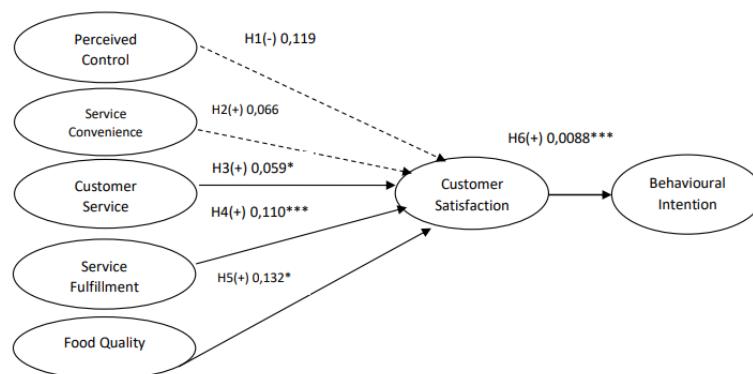 Perceived
Control
H1(-) 0,119
Service
Convenience
H2(+) 0,066
H6(+) 0,0088***
H3(+) 0,059*
Customer
Service
Customer
Satisfaction
Behavioural
Intention
H4(+) 0,110***
Service
Fulfillment
H5(+) 0,132*
Food Quality